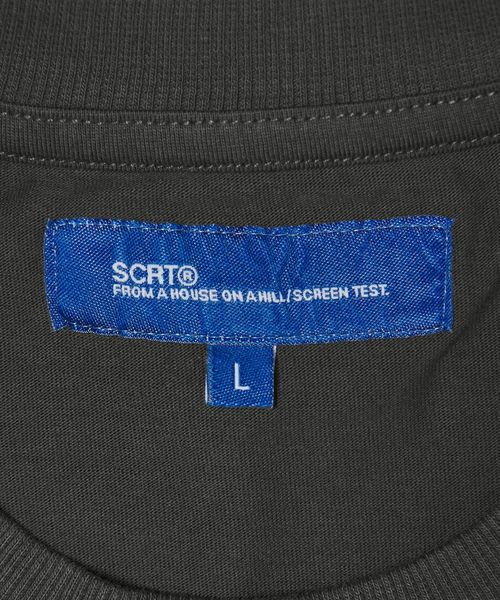 SCRT®
FROM A HOUSE ON A HILL/SCREEN TEST.
L